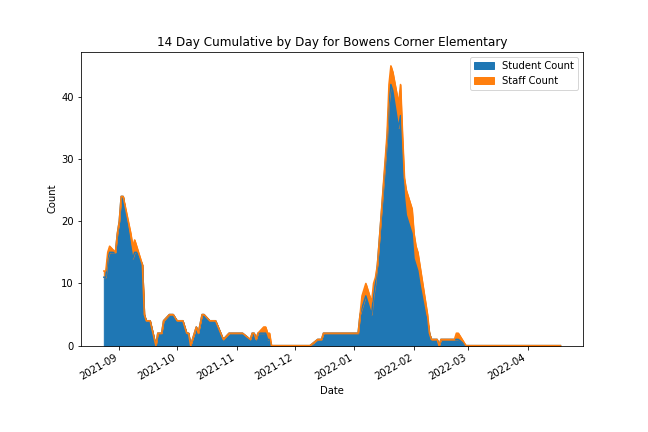 14 Day Cumulative by Day for Bowens Corner Elementary
Student Count
Staff Count
Count
40
30
20
10
0
2021-09
2021-10
2021-11
2021-12
2022-01
2022-02
2022-03
2022-04
Date